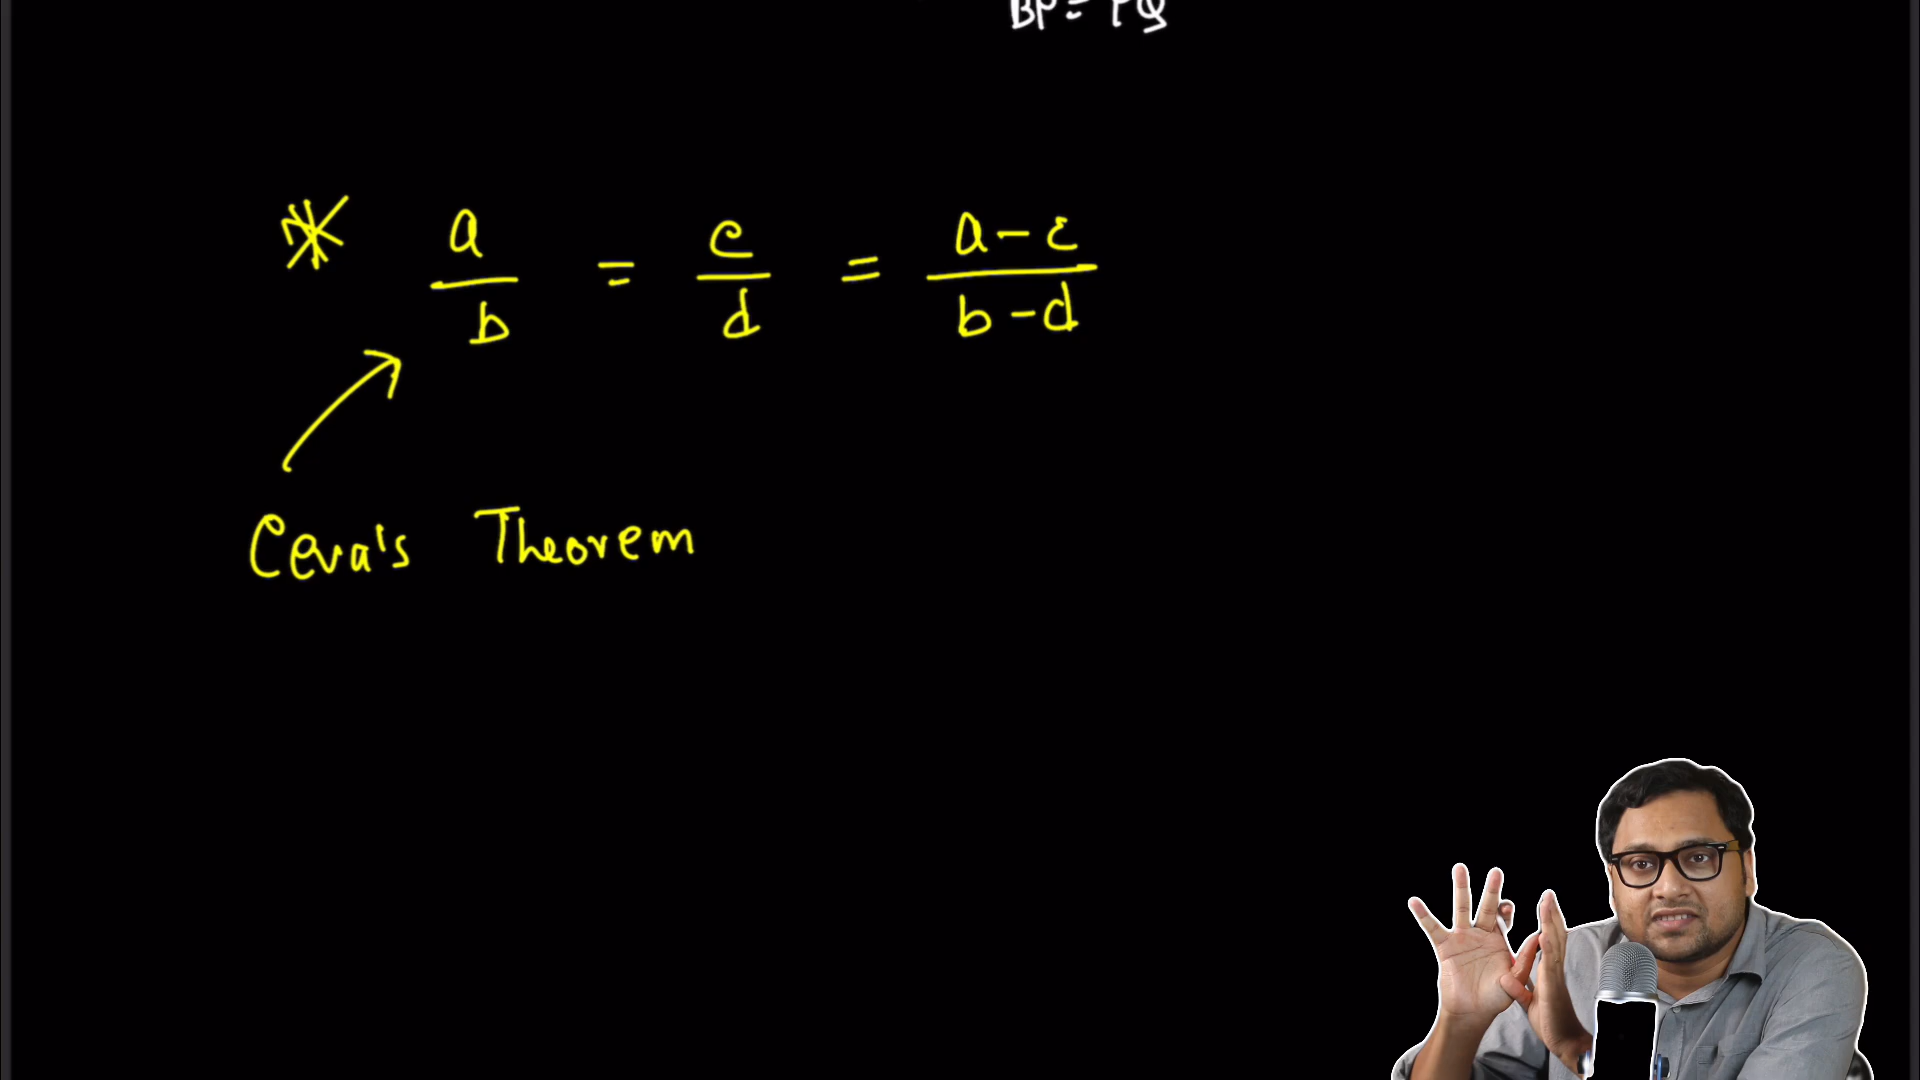 BP = PQ
* a/b = c/d = a-c/b-d
Ceva's Theorem